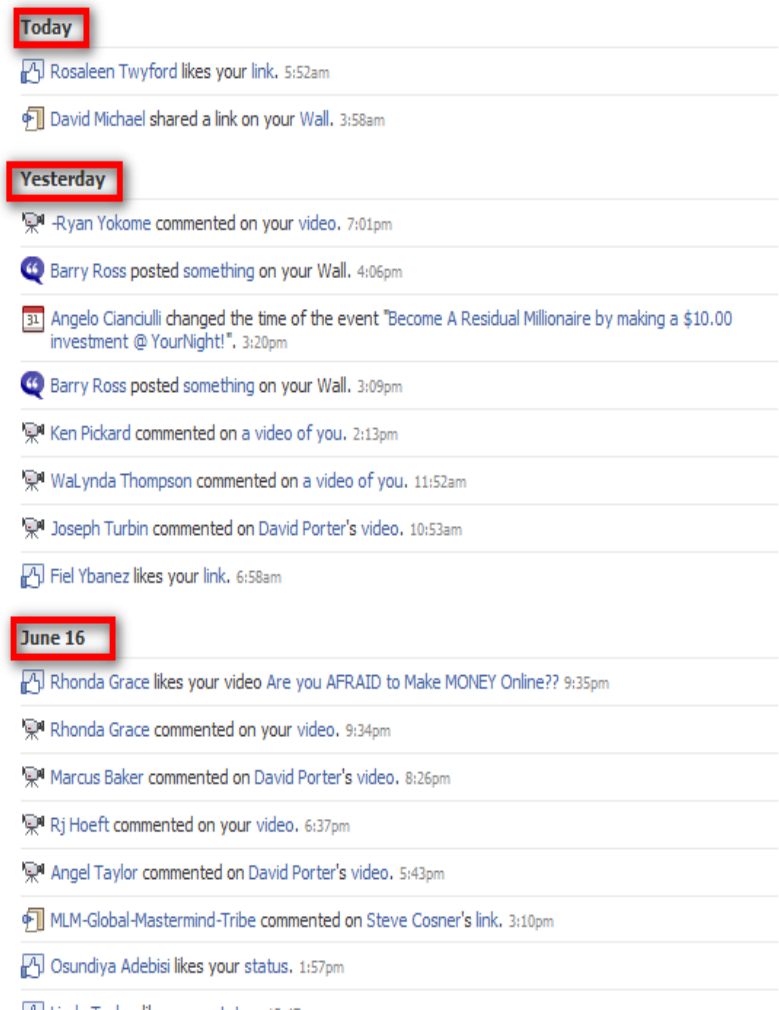 Today
Rosaleen Twyford likes your link. 5:52am
David Michael shared a link on your Wall. 3:58am
Yesterday
-Ryan Yokome commented on your video. 7:01pm
Barry Ross posted something on your Wall. 4:06pm
31 Angelo Cianciulli changed the time of the event "Become A Residual Millionaire by making a $10.00
investment @ YourNight!". 3:20pm
Barry Ross posted something on your Wall. 3:09pm
Ken Pickard commented on a video of you. 2:13pm
WaLynda Thompson commented on a video of you. 11:52am
Joseph Turbin commented on David Porter's video. 10:53am
Fiel Ybanez likes your link. 6:58am
June 16
Rhonda Grace likes your video Are you AFRAID to Make MONEY Online?? 9:35pm
Rhonda Grace commented on your video. 9:34pm
Marcus Baker commented on David Porter's video. 8:26pm
Rj Hoeft commented on your video. 6:37pm
Angel Taylor commented on David Porter's video. 5:43pm
MLM-Global-Mastermind-Tribe commented on Steve Cosner's link. 3:10pm
Osundiya Adebisi likes your status. 1:57pm